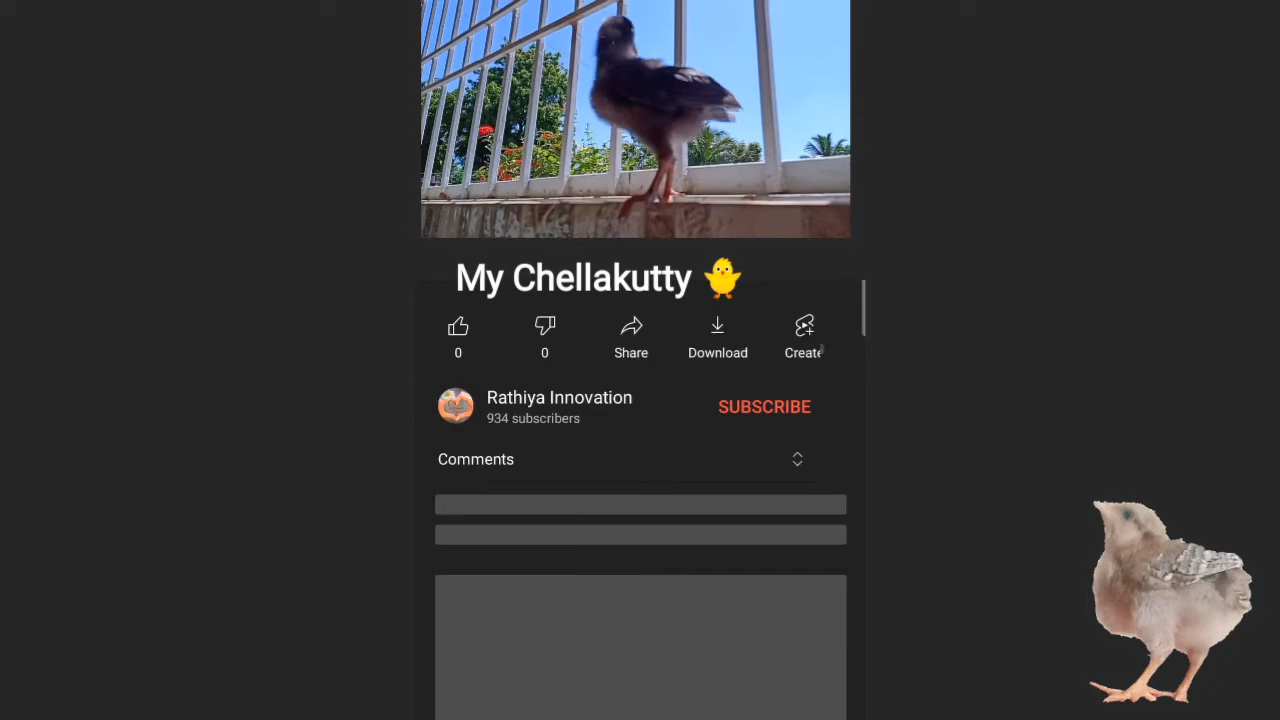 My Chellakutty 🐥
0
0
Share
Download
Create
Rathiya Innovation
934 subscribers
SUBSCRIBE
Comments